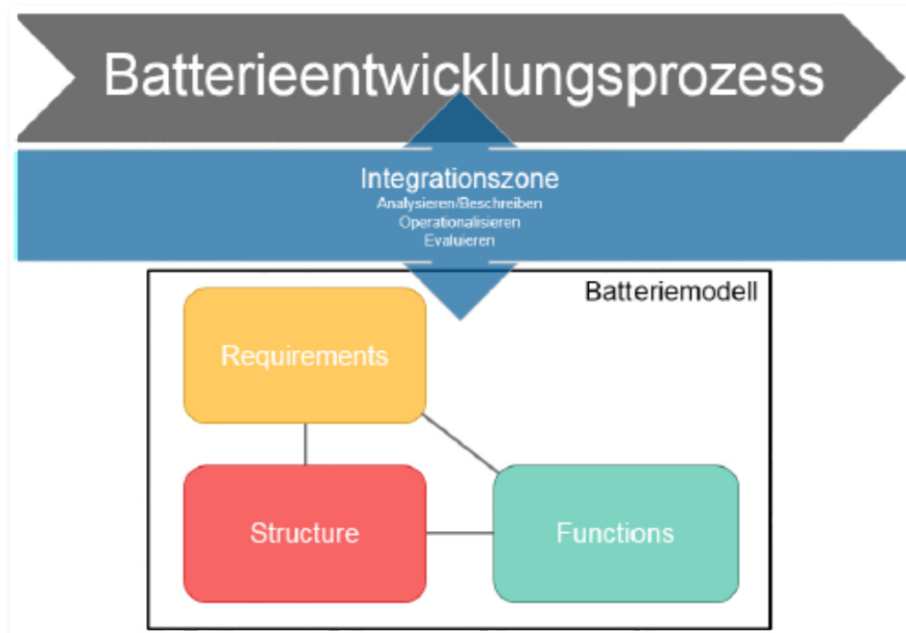 Batterieentwicklungsprozess
Integrationszone
Analysieren/Beschreiben
Operationalisieren
Evaluieren
Batteriemodell
Requirements
Structure
Functions